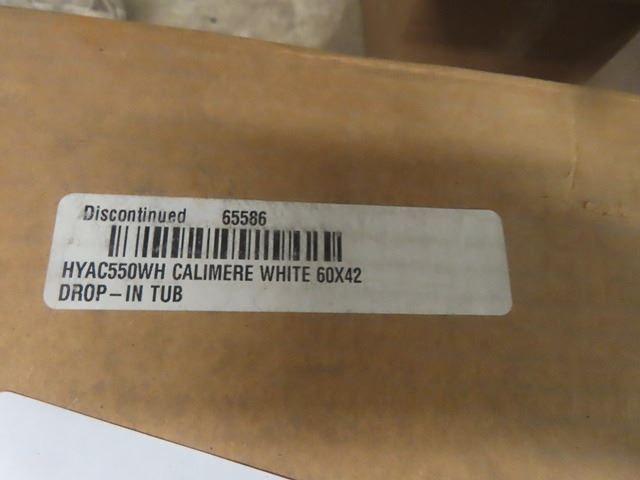 Discontinued 65586
HYAC550WH CALIMERE WHITE 60X42
DROP-IN TUB